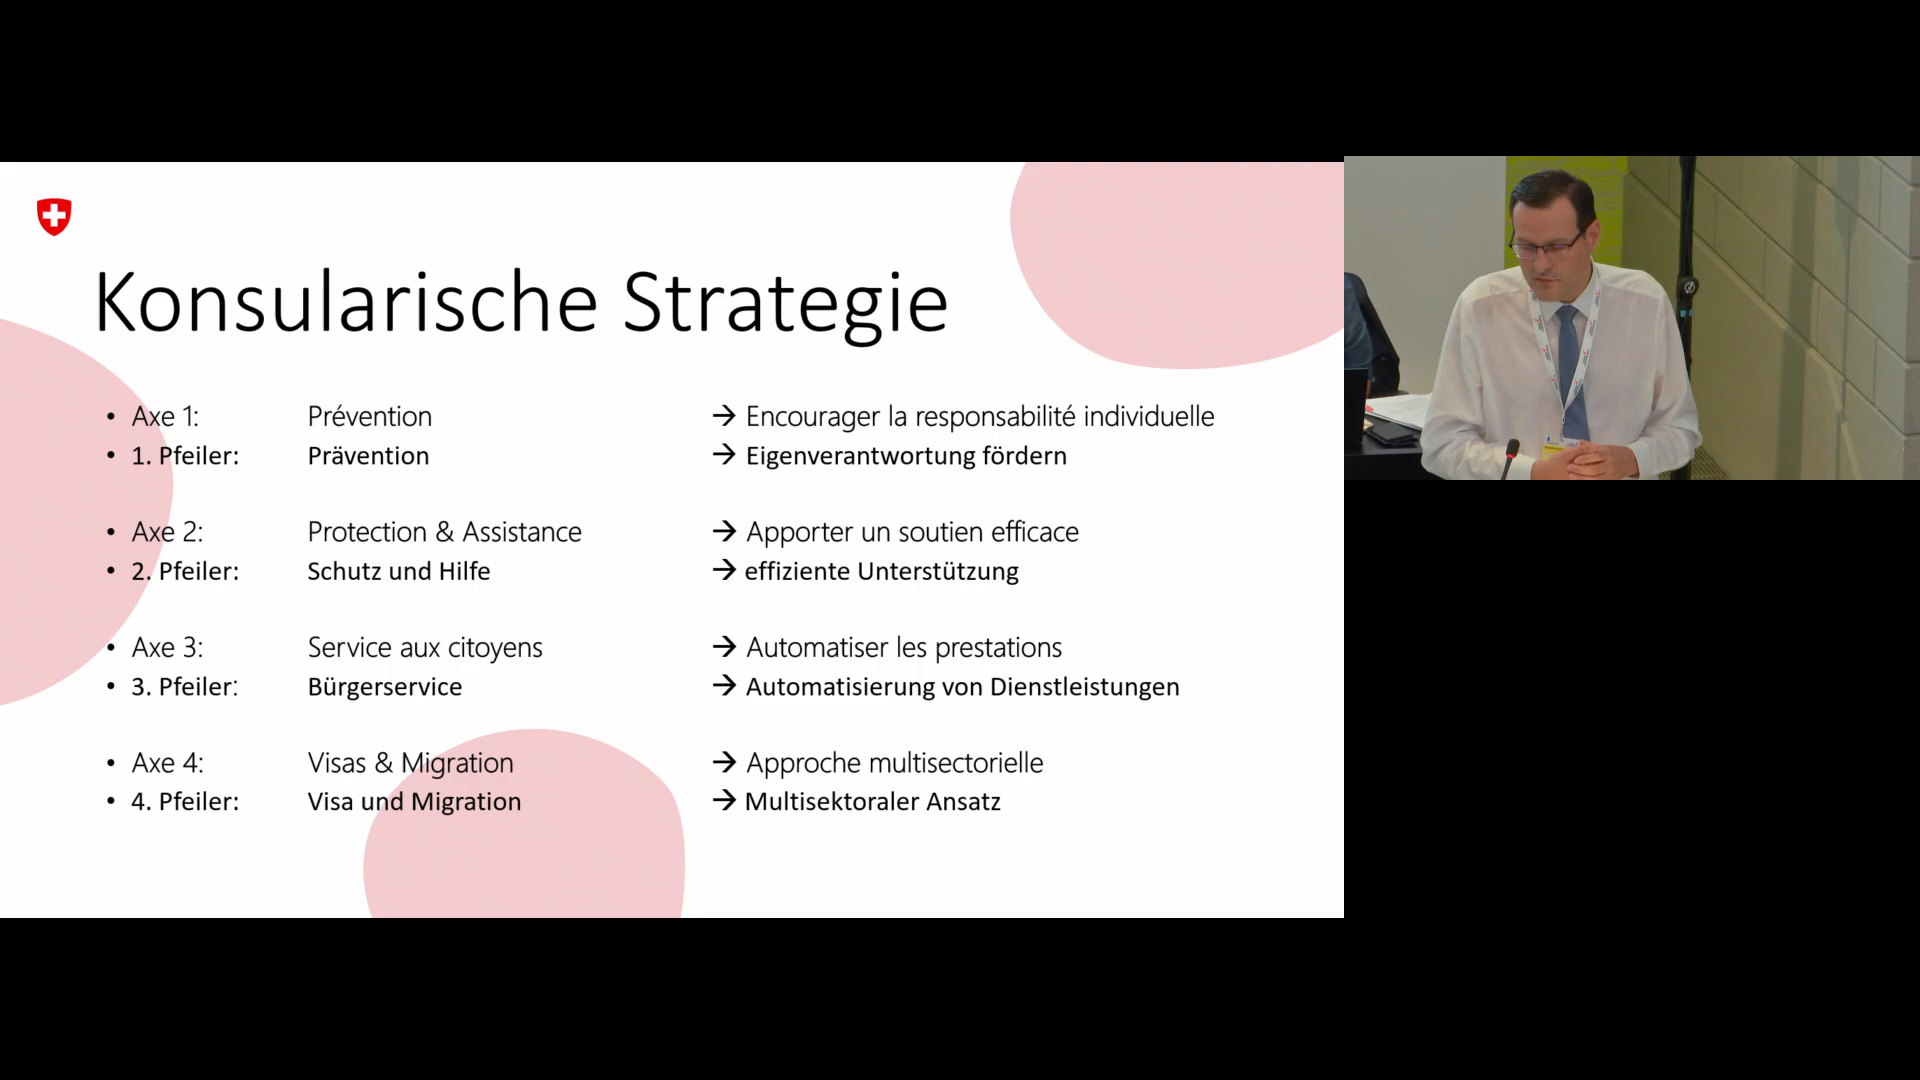 Konsularische Strategie
• Axe 1: Prévention → Encourager la responsabilité individuelle
• 1. Pfeiler: Prävention → Eigenverantwortung fördern
• Axe 2: Protection & Assistance → Apporter un soutien efficace
• 2. Pfeiler: Schutz und Hilfe → effiziente Unterstützung
• Axe 3: Service aux citoyens → Automatiser les prestations
• 3. Pfeiler: Bürgerservice → Automatisierung von Dienstleistungen
• Axe 4: Visas & Migration → Approche multisectorielle
• 4. Pfeiler: Visa und Migration → Multisektoraler Ansatz